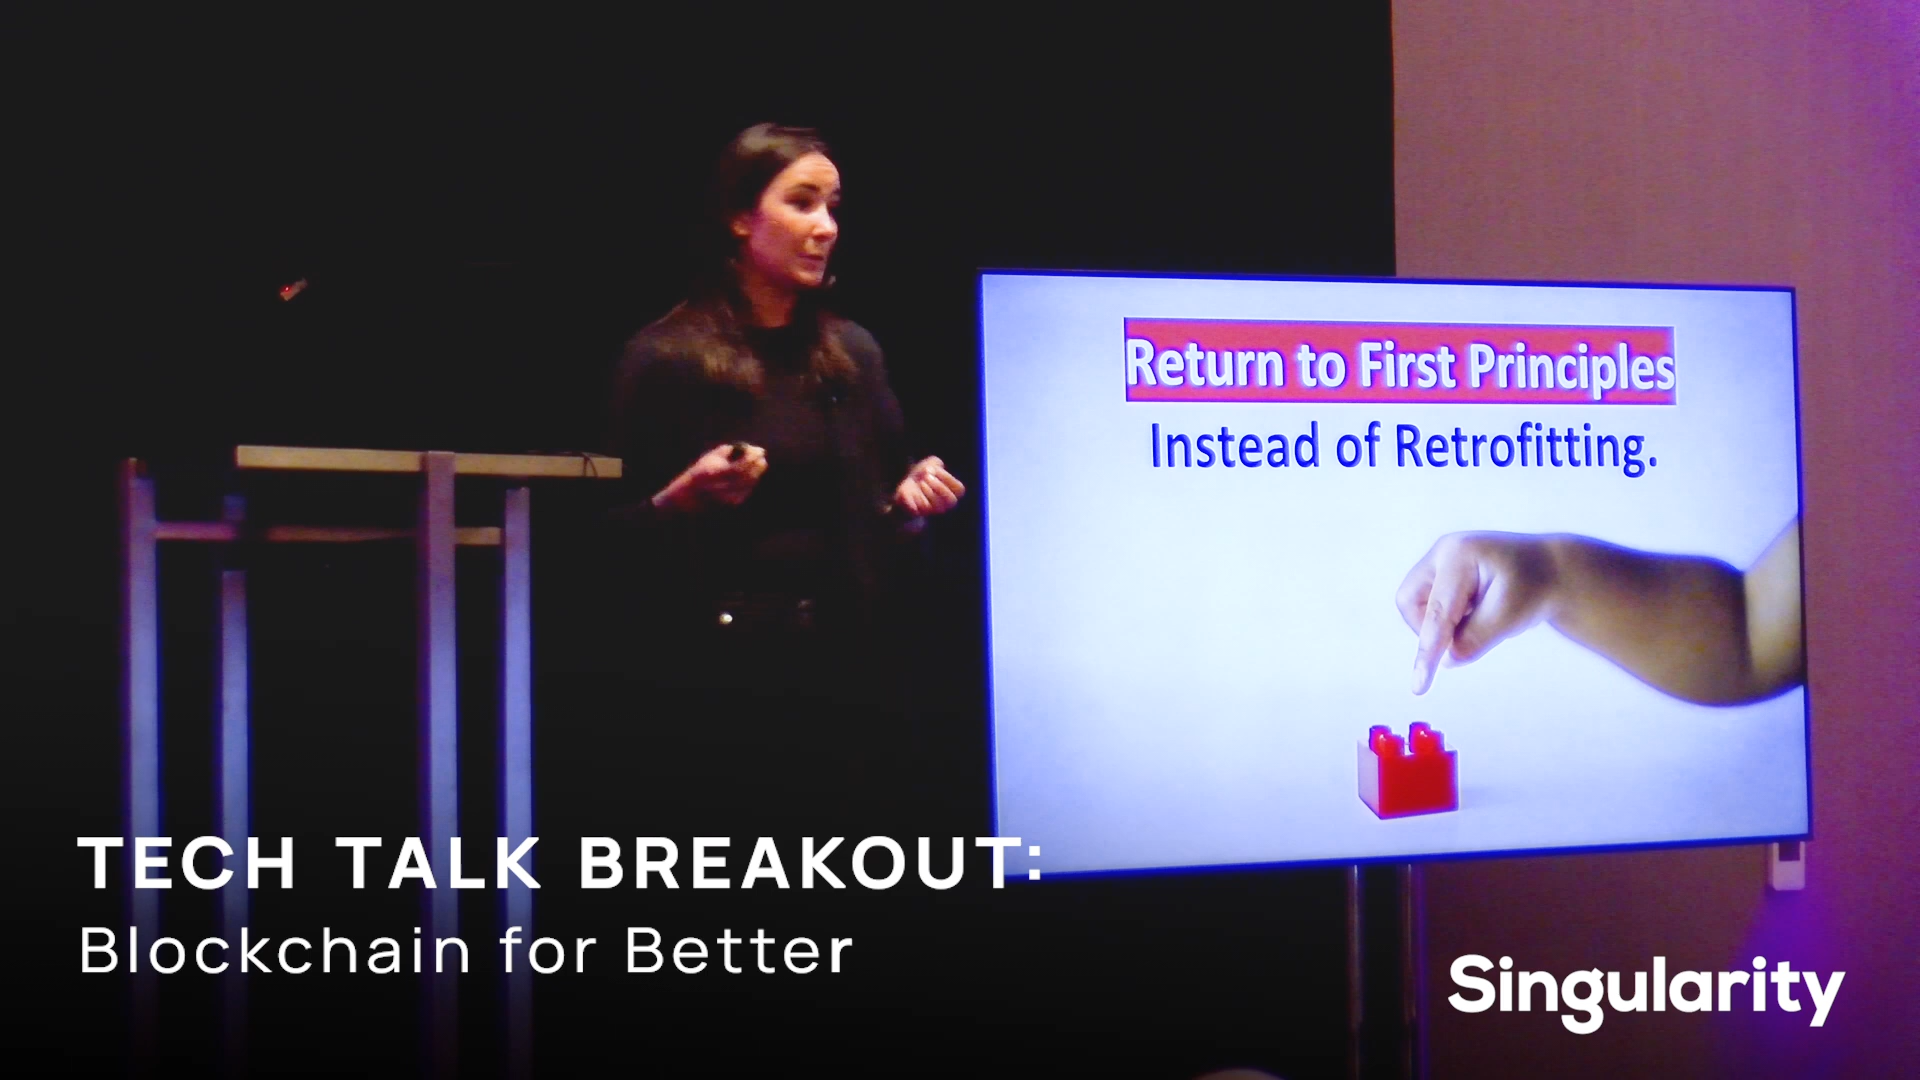 Return to First Principles
Instead of Retrofitting.
TECH TALK BREAKOUT:
Blockchain for Better
Singularity